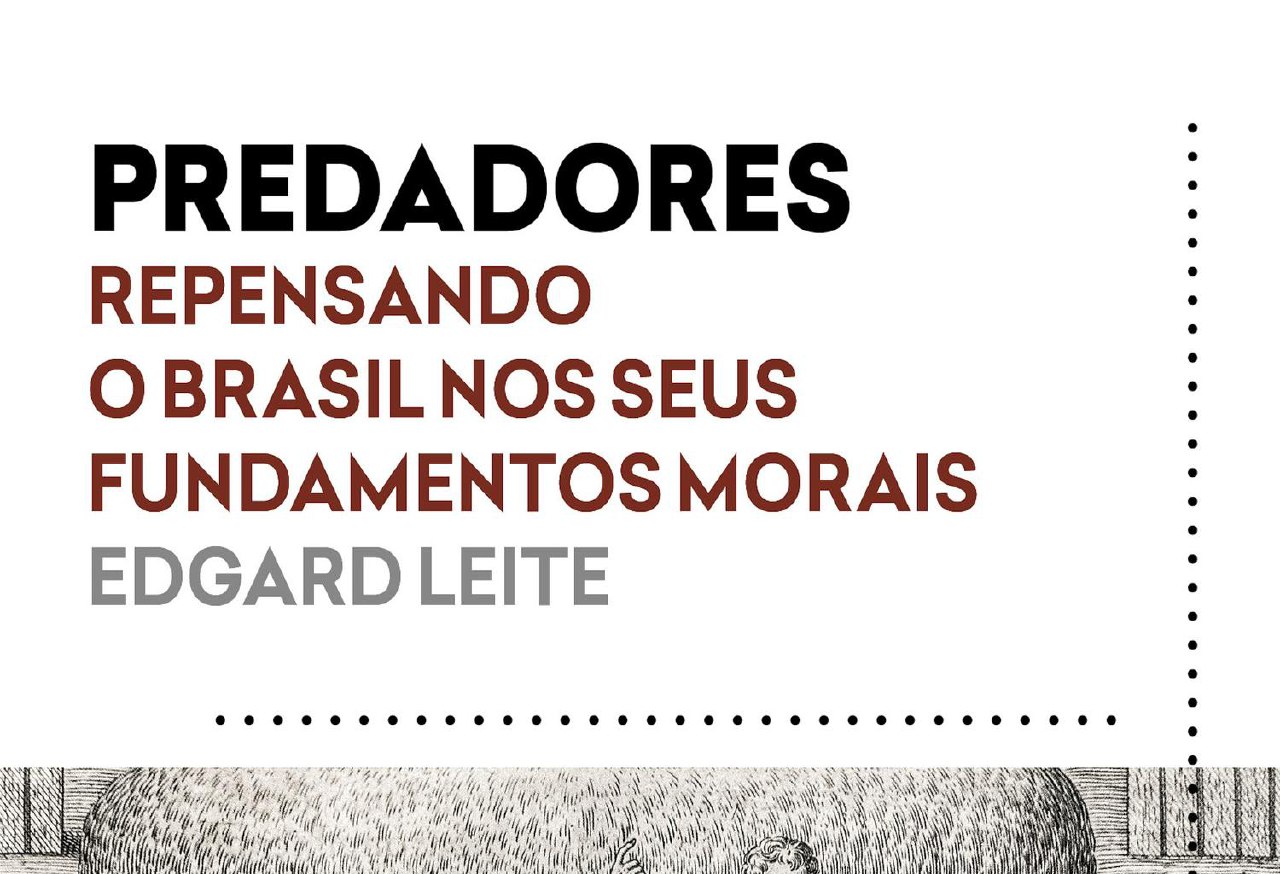 PREDADORES
REPENSANDO
O BRASIL NOS SEUS
FUNDAMENTOS MORAIS
EDGARD LEITE